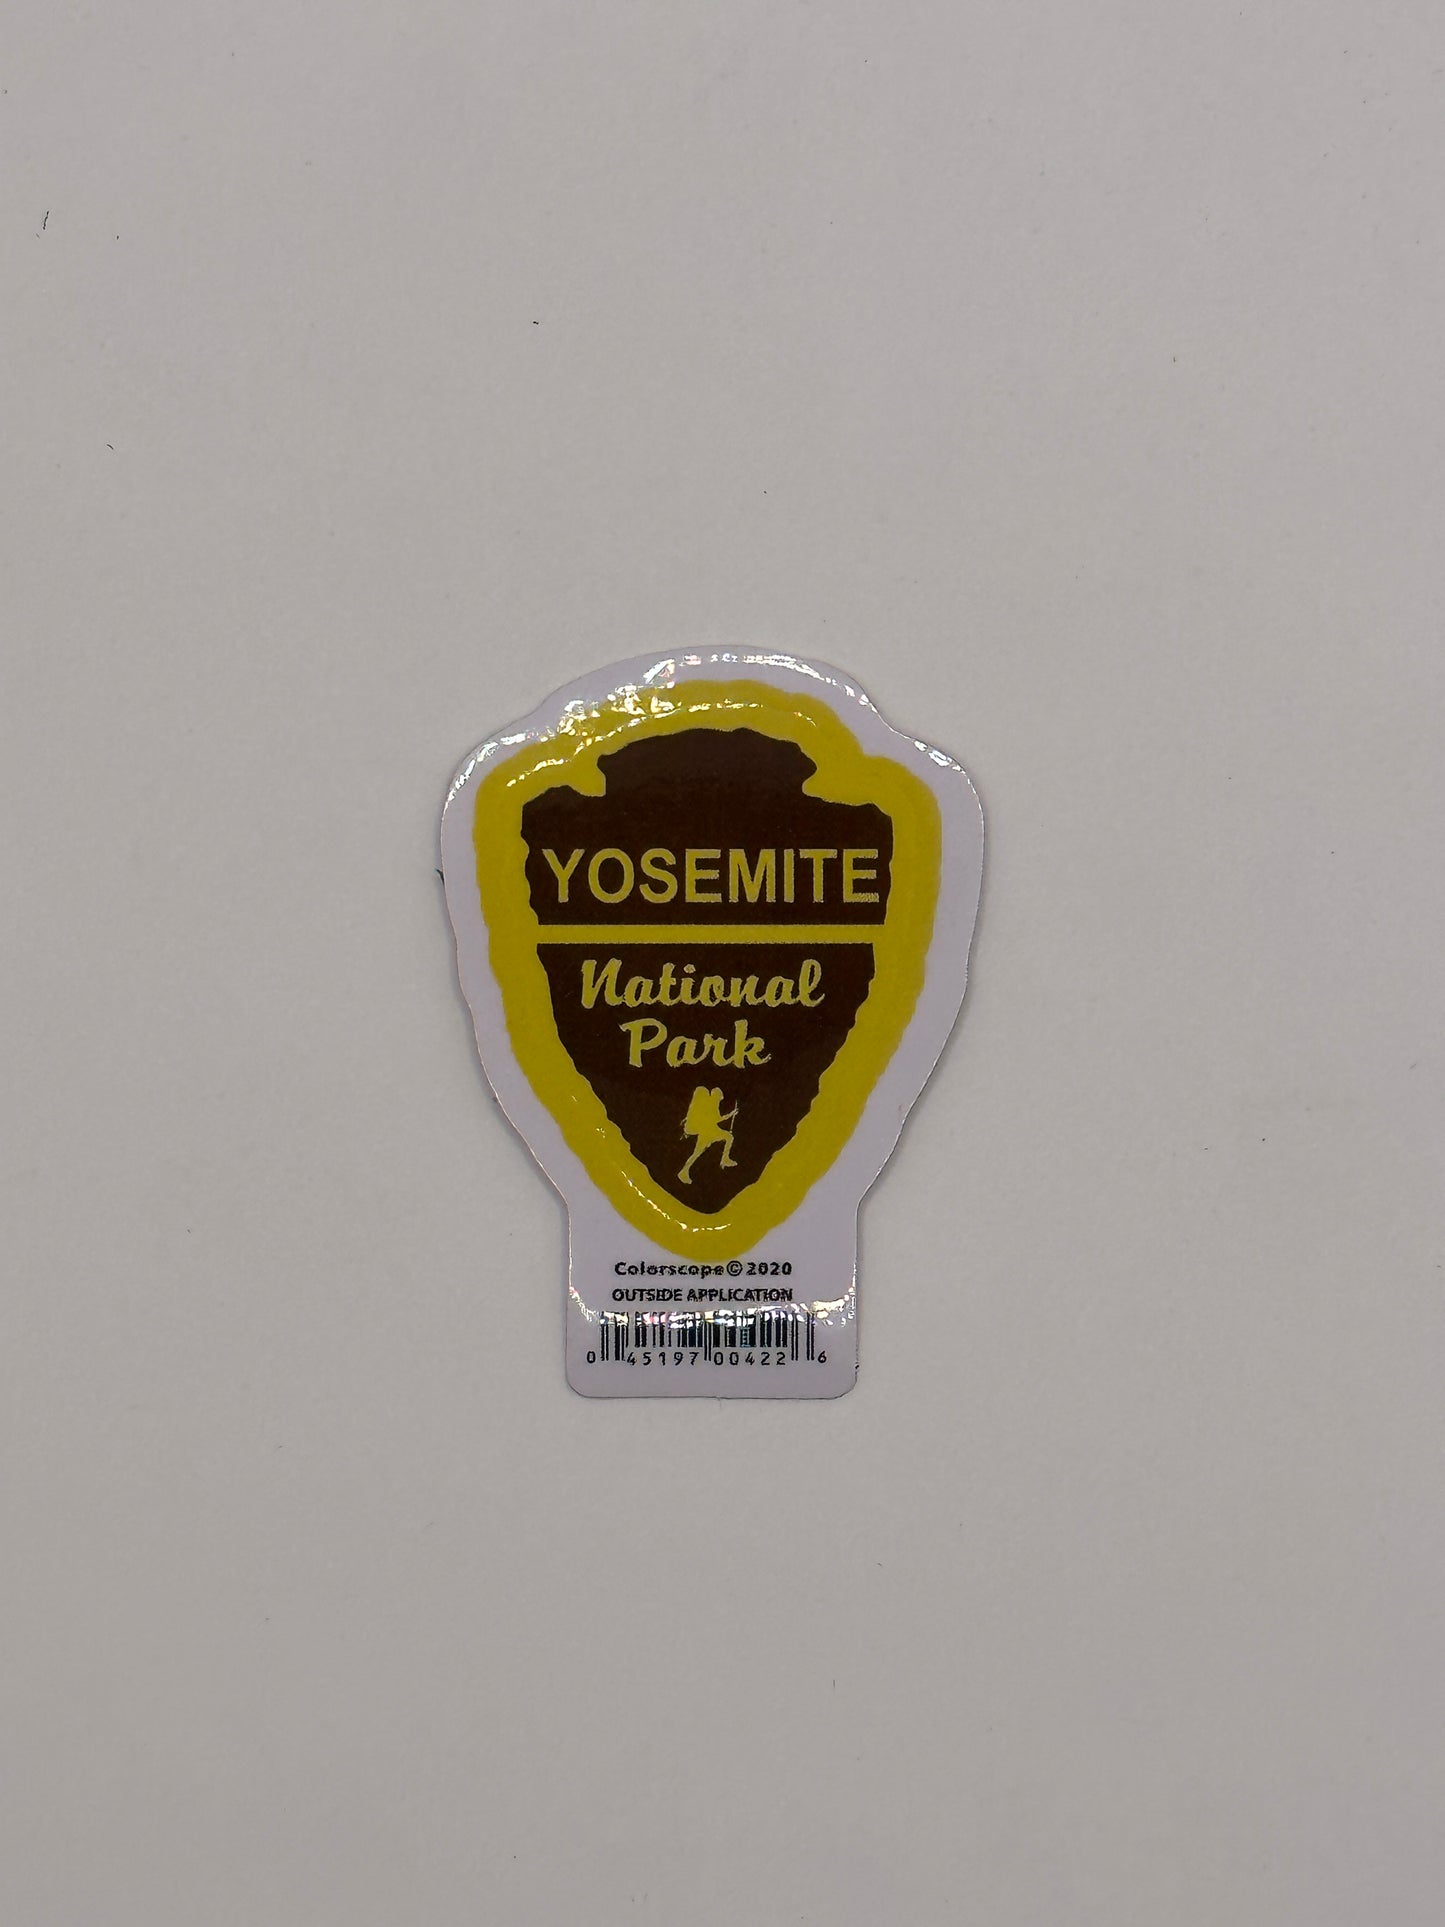 YOSEMITE
National
Park
Colorscope © 2020
OUTSIDE APPLICATION
0 45197 00422 6